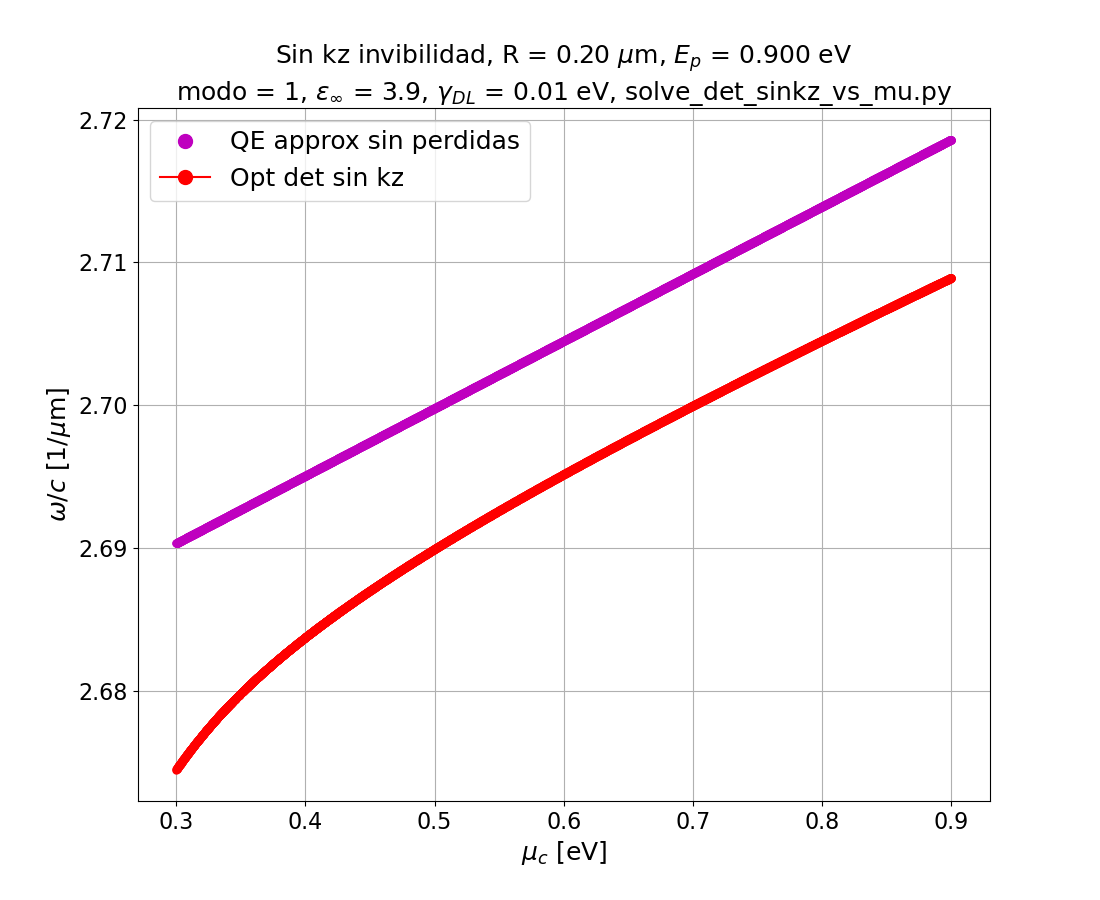 Sin kz invibilidad, R = 0.20 μm, E_p = 0.900 eV
modo = 1, ε_∞ = 3.9, γ_DL = 0.01 eV, solve_det_sinkz_vs_mu.py
QE approx sin perdidas
Opt det sin kz
2.72
2.71
2.70
2.69
2.68
ω/c [1/μm]
0.3 0.4 0.5 0.6 0.7 0.8 0.9
μ_c [eV]